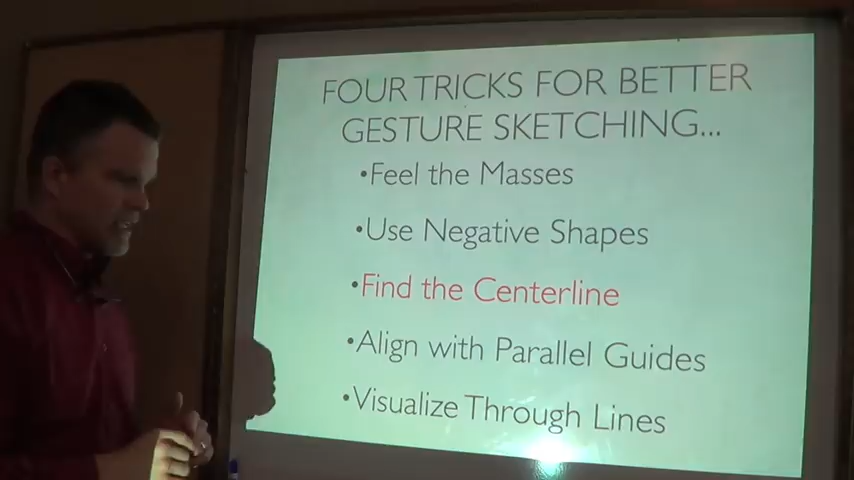 FOUR TRICKS FOR BETTER
GESTURE SKETCHING...
•Feel the Masses
•Use Negative Shapes
•Find the Centerline
•Align with Parallel Guides
•Visualize Through Lines